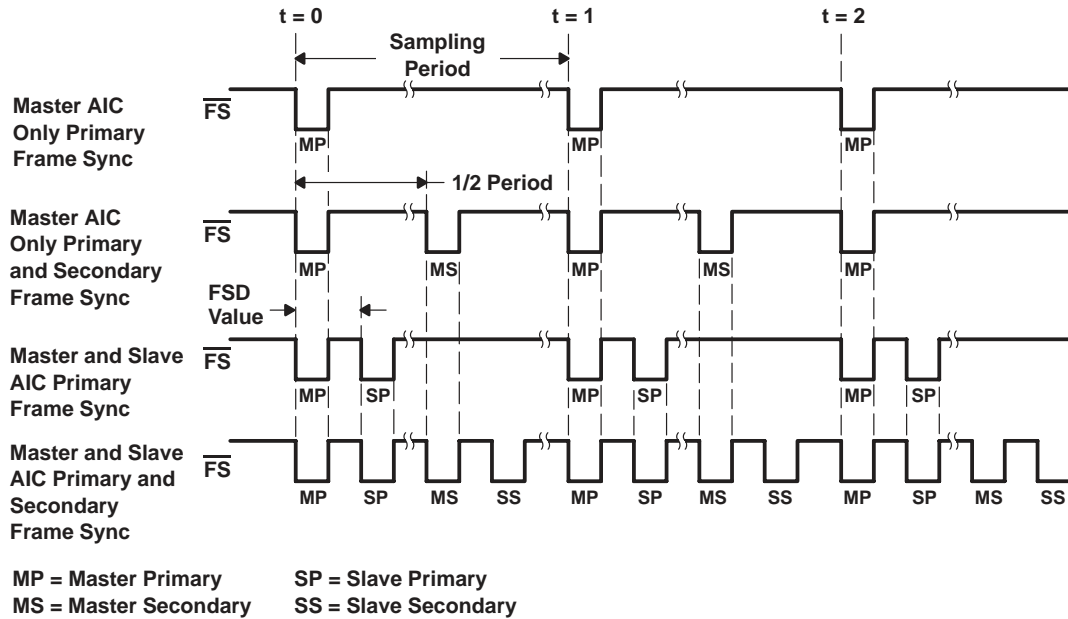 t = 0 t = 1 t = 2
Sampling
Period
Master AIC
Only Primary
Frame Sync
FS
MP MP MP
1/2 Period
Master AIC
Only Primary
and Secondary
Frame Sync
FS
MP MS MP MS MP
FSD
Value
Master and Slave
AIC Primary
Frame Sync
FS
MP SP MP SP MP SP
Master and Slave
AIC Primary and
Secondary
Frame Sync
FS
MP SP MS SS MP SP MS SS MP SP MS SS
MP = Master Primary SP = Slave Primary
MS = Master Secondary SS = Slave Secondary